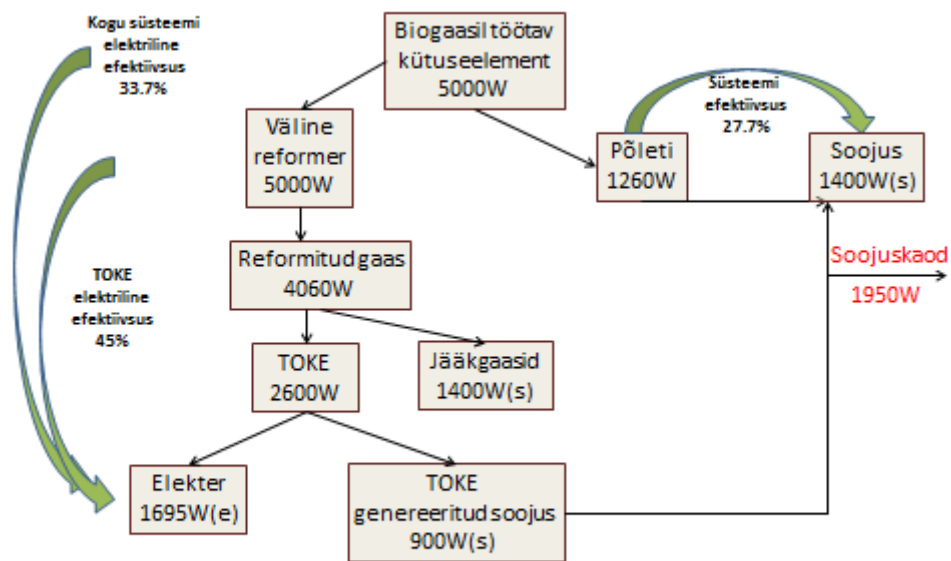 Kogu süsteemi
elektriline
efektiivsus
33.7%
Biogaasil töötav
kütuseelement
5000W
Süsteemi
efektiivsus
27.7%
Väline
reformer
5000W
Põleti
1260W
Soojus
1400W(s)
TOKE
elektriline
efektiivsus
45%
Reformitud gaas
4060W
Soojuskaod
1950W
TOKE
2600W
Jääkgaasid
1400W(s)
Elekter
1695W(e)
TOKE
genereeritud soojus
900W(s)